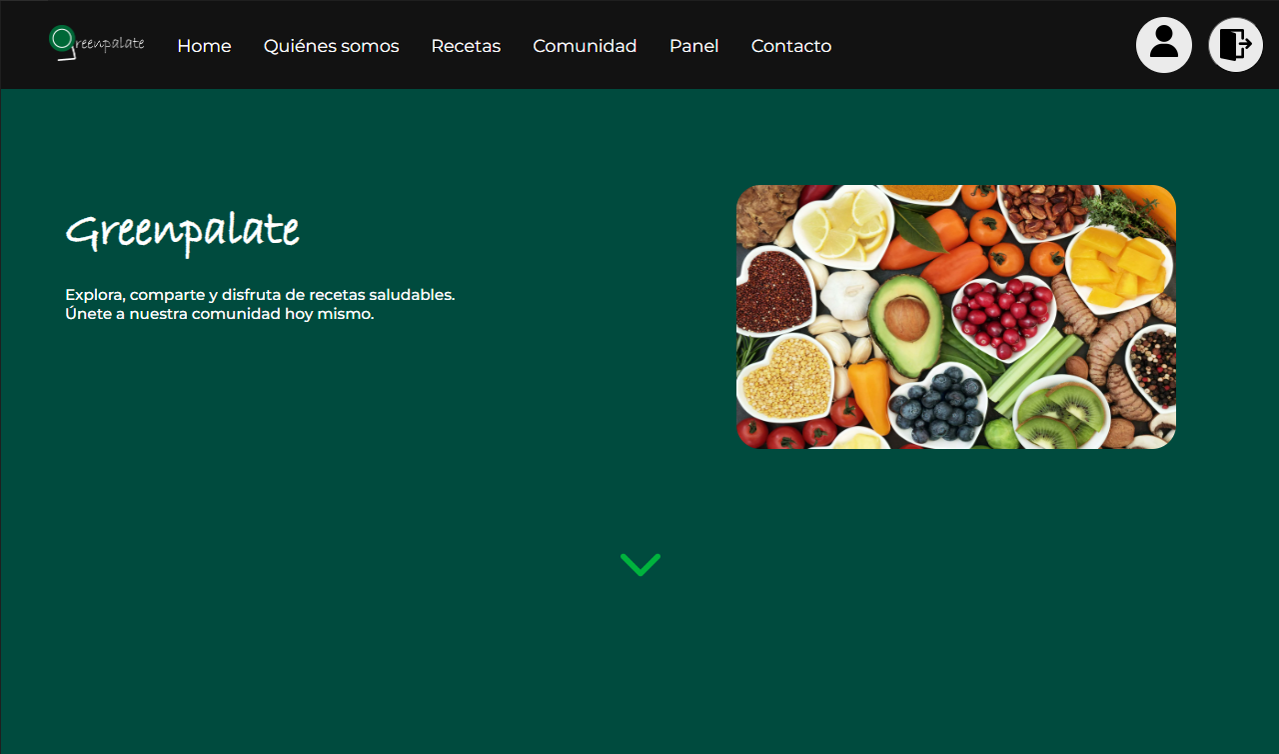 Greenpalate
Home
Quiénes somos
Recetas
Comunidad
Panel
Contacto
Greenpalate
Explora, comparte y disfruta de recetas saludables.
Únete a nuestra comunidad hoy mismo.